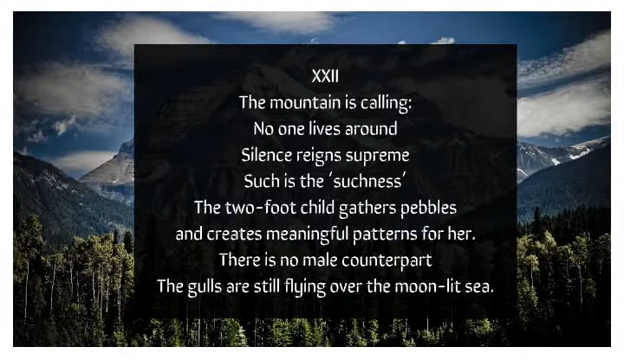 XXII
The mountain is calling:
No one lives around
Silence reigns supreme
Such is the ‘suchness’
The two-foot child gathers pebbles
and creates meaningful patterns for her.
There is no male counterpart
The gulls are still flying over the moon-lit sea.